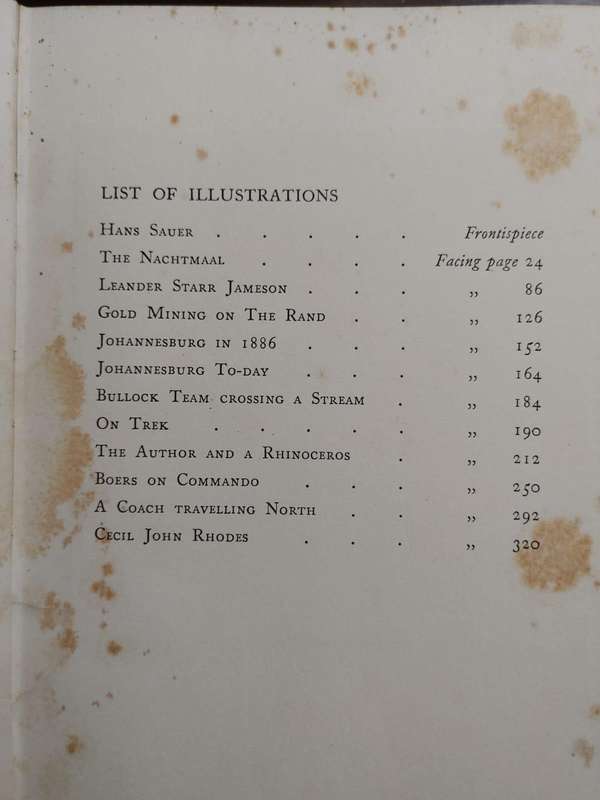 LIST OF ILLUSTRATIONS
HANS SAUER . . . . . Frontispiece
THE NACHTMAAL . . . . Facing page 24
LEANDER STARR JAMESON . . . „ 86
GOLD MINING ON THE RAND . . „ 126
JOHANNESBURG IN 1886 . . . „ 152
JOHANNESBURG TO-DAY . . . „ 164
BULLOCK TEAM CROSSING A STREAM . „ 184
ON TREK . . . . . „ 190
THE AUTHOR AND A RHINOCEROS . „ 212
BOERS ON COMMANDO . . . „ 250
A COACH TRAVELLING NORTH . . „ 292
CECIL JOHN RHODES . . . „ 320